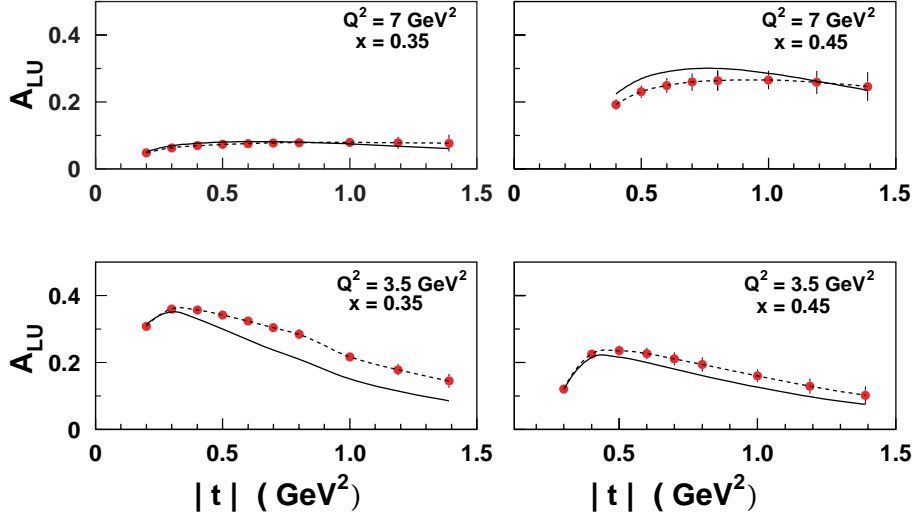 A_LU
0.4
0.2
0
Q² = 7 GeV²
x = 0.35
0 0.5 1.0 1.5
Q² = 7 GeV²
x = 0.45
0 0.5 1.0 1.5
A_LU
0.4
0.2
0
Q² = 3.5 GeV²
x = 0.35
0 0.5 1.0 1.5
| t | ( GeV²)
Q² = 3.5 GeV²
x = 0.45
0 0.5 1.0 1.5
| t | ( GeV²)